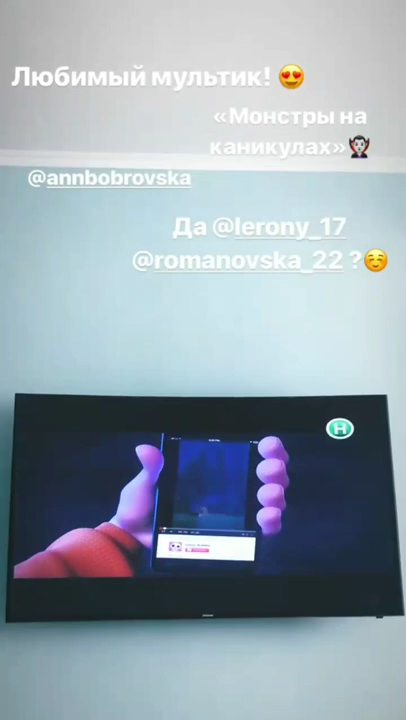 Любимый мультик! 😍
«Монстры на
каникулах»🧛🏻‍♂️
@annbobrovska
Да @lerony_17
@romanovska_22 ?☺️
H